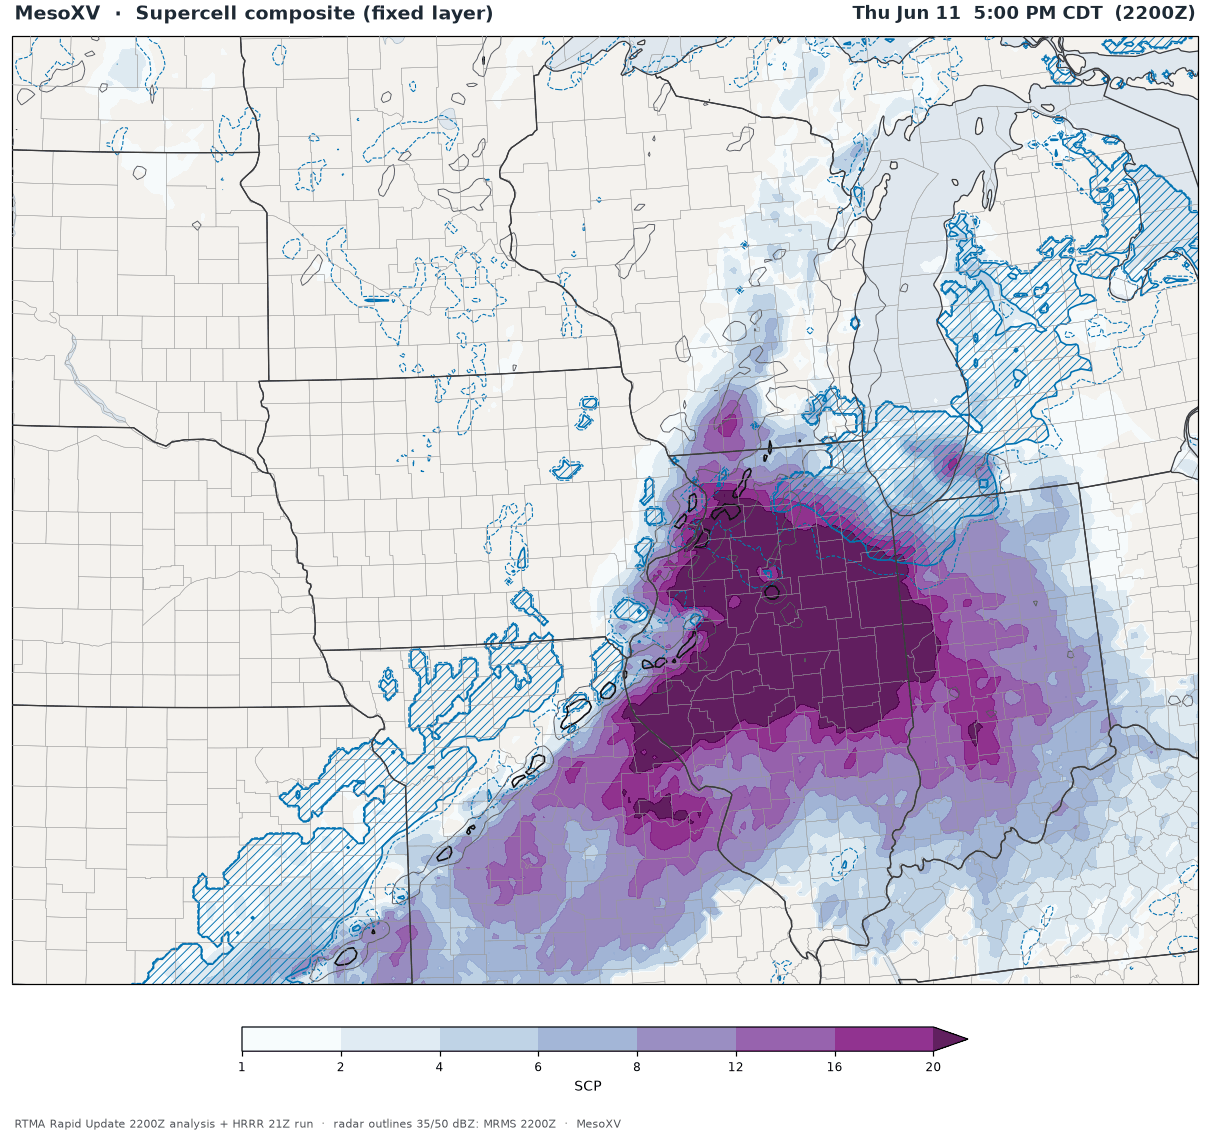 MesoXV · Supercell composite (fixed layer)
Thu Jun 11 5:00 PM CDT (2200Z)
1 2 4 6 8 12 16 20
SCP
RTMA Rapid Update 2200Z analysis + HRRR 21Z run · radar outlines 35/50 dBZ: MRMS 2200Z · MesoXV